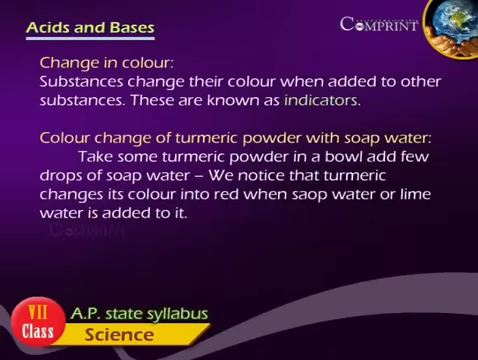 Acids and Bases
COMPRINT
Change in colour:
Substances change their colour when added to other
substances. These are known as indicators.
Colour change of turmeric powder with soap water:
Take some turmeric powder in a bowl add few
drops of soap water – We notice that turmeric
changes its colour into red when saop water or lime
water is added to it.
VII
Class
A.P. state syllabus
Science